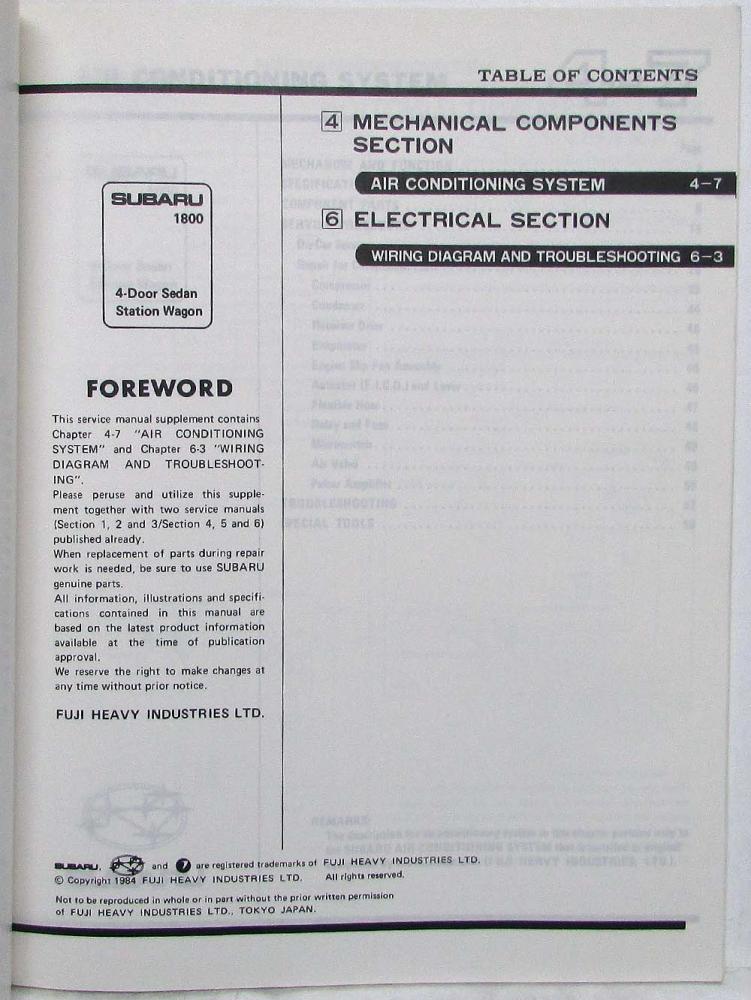 TABLE OF CONTENTS
4 MECHANICAL COMPONENTS
SECTION
AIR CONDITIONING SYSTEM 4-7
6 ELECTRICAL SECTION
WIRING DIAGRAM AND TROUBLESHOOTING 6-3
SUBARU
1800
4-Door Sedan
Station Wagon
FOREWORD
This service manual supplement contains
Chapter 4-7 "AIR CONDITIONING
SYSTEM" and Chapter 6-3 "WIRING
DIAGRAM AND TROUBLESHOOT-
ING".
Please peruse and utilize this supple-
ment together with two service manuals
(Section 1, 2 and 3/Section 4, 5 and 6)
published already.
When replacement of parts during repair
work is needed, be sure to use SUBARU
genuine parts.
All information, illustrations and specifi-
cations contained in this manual are
based on the latest product information
available at the time of publication
approval.
We reserve the right to make changes at
any time without prior notice.
FUJI HEAVY INDUSTRIES LTD.
SUBARU, and are registered trademarks of FUJI HEAVY INDUSTRIES LTD.
© Copyright 1984 FUJI HEAVY INDUSTRIES LTD. All rights reserved.
Not to be reproduced in whole or in part without the prior written permission
of FUJI HEAVY INDUSTRIES LTD., TOKYO JAPAN.